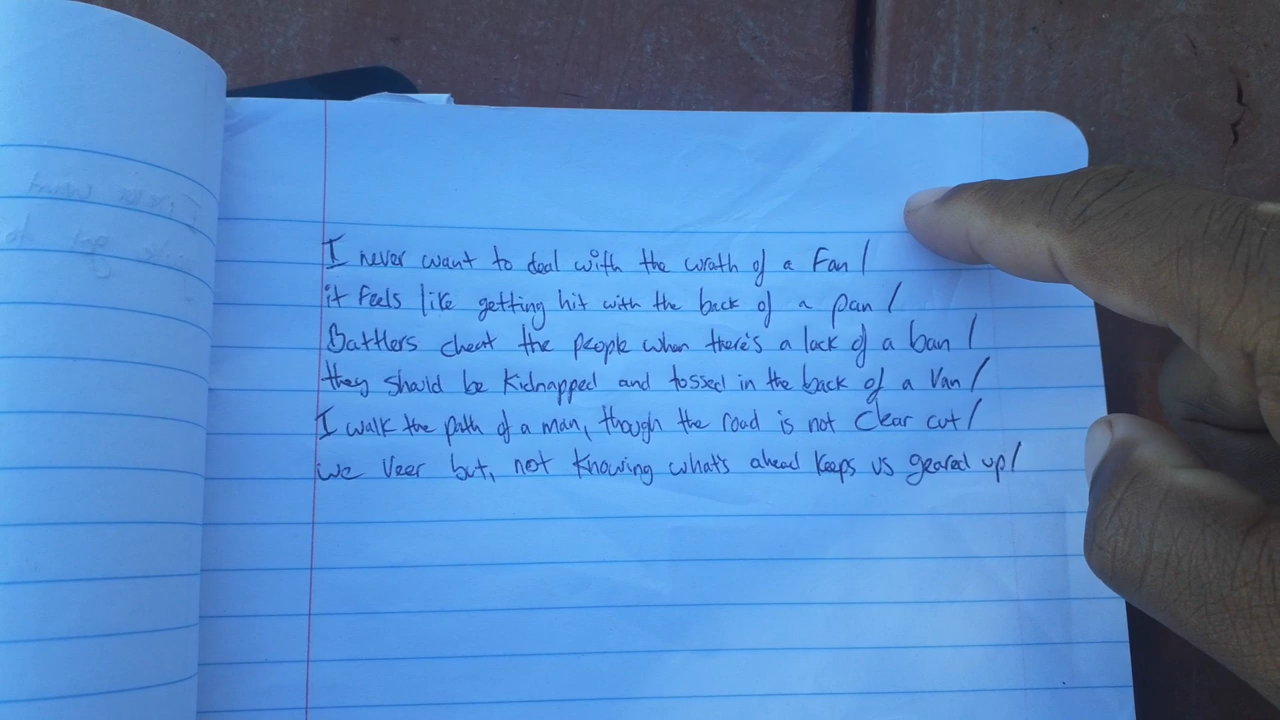 I never want to deal with the wrath of a Fan /
it Feels like getting hit with the back of a pan /
Battlers cheat the people when there's a lack of a ban /
they should be kidnapped and tossed in the back of a Van /
I walk the path of a man, though the road is not clear cut /
we veer but, not knowing what's ahead keeps us geared up /